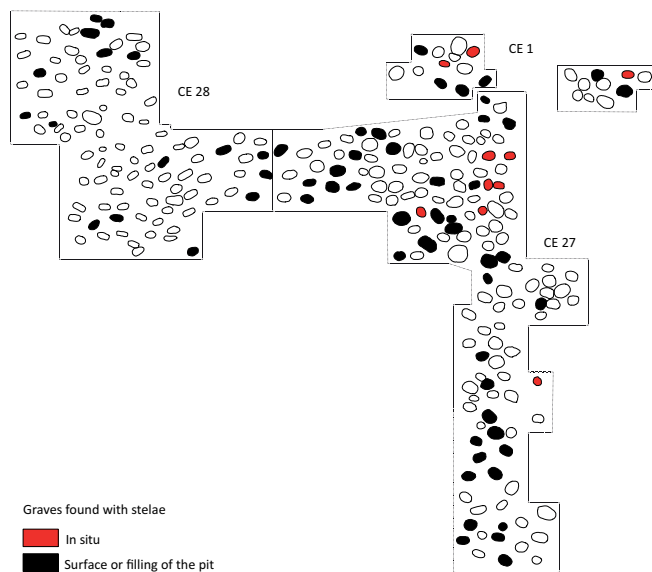 CE 1
CE 28
CE 27
Graves found with stelae
In situ
Surface or filling of the pit